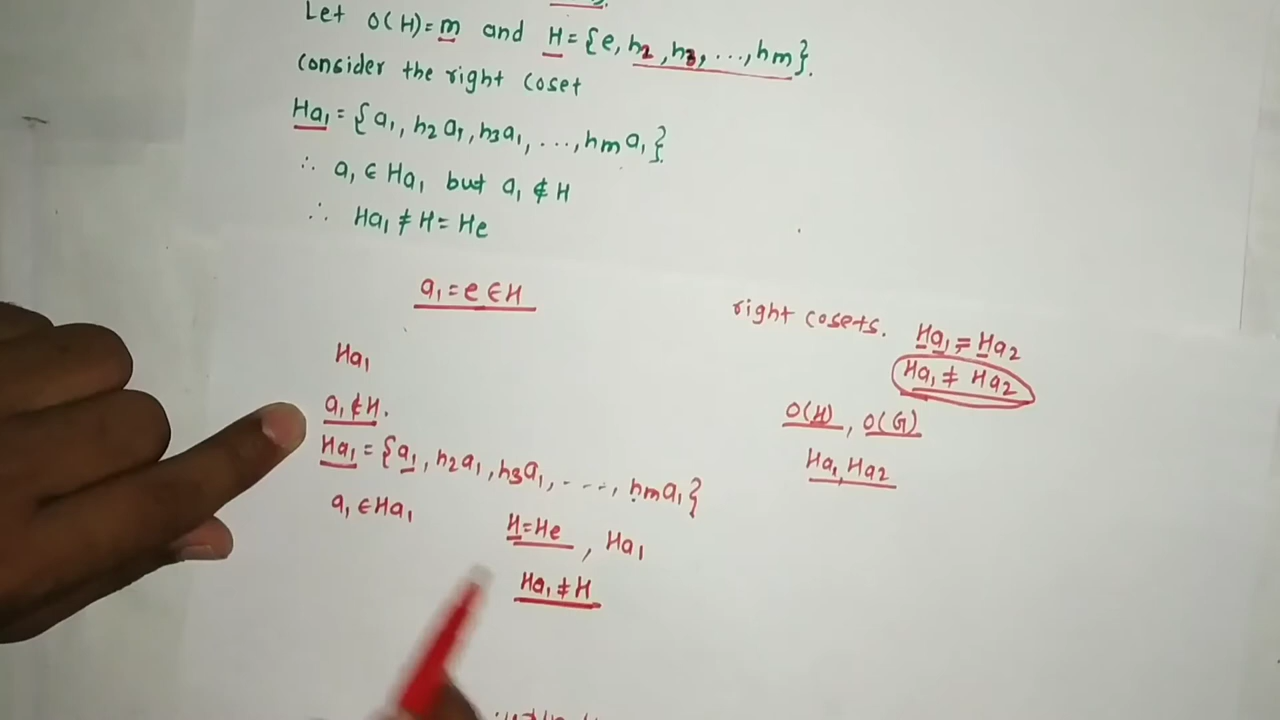 Let O(H)=m and H={e, h2, h3, ..., hm}.
consider the right coset
Ha1={a1, h2a1, h3a1, ..., hma1}.
∴ a1 ∈ Ha1 but a1 ∉ H
∴ Ha1 ≠ H = He
a1 = e ∈ H
Ha1
a1 ∉ H.
Ha1 = {a1, h2a1, h3a1, ----, hma1}
a1 ∈ Ha1
H=He, Ha1
Ha1 ≠ H
right cosets.
Ha1 = Ha2
Ha1 ≠ Ha2
O(H), O(G)
Ha1, Ha2